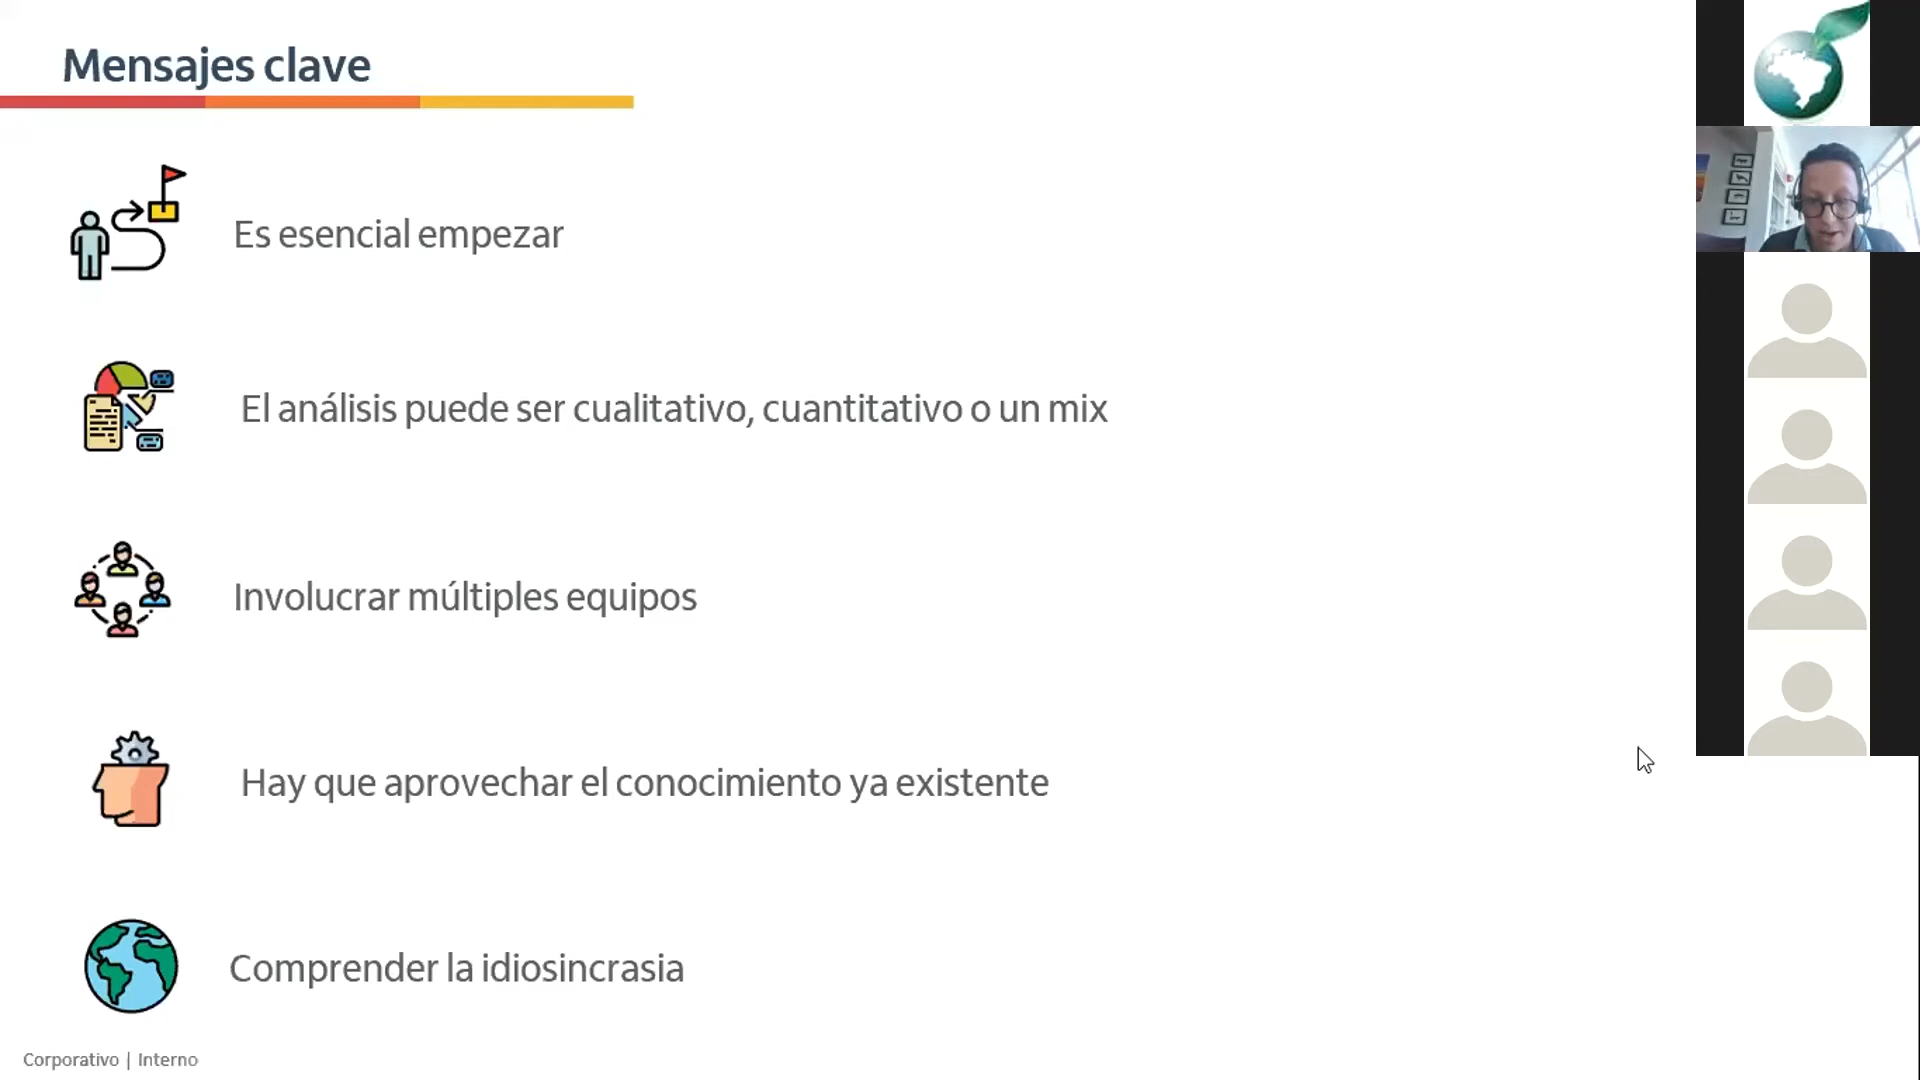 Mensajes clave
Es esencial empezar
El análisis puede ser cualitativo, cuantitativo o un mix
Involucrar múltiples equipos
Hay que aprovechar el conocimiento ya existente
Comprender la idiosincrasia
Corporativo | Interno